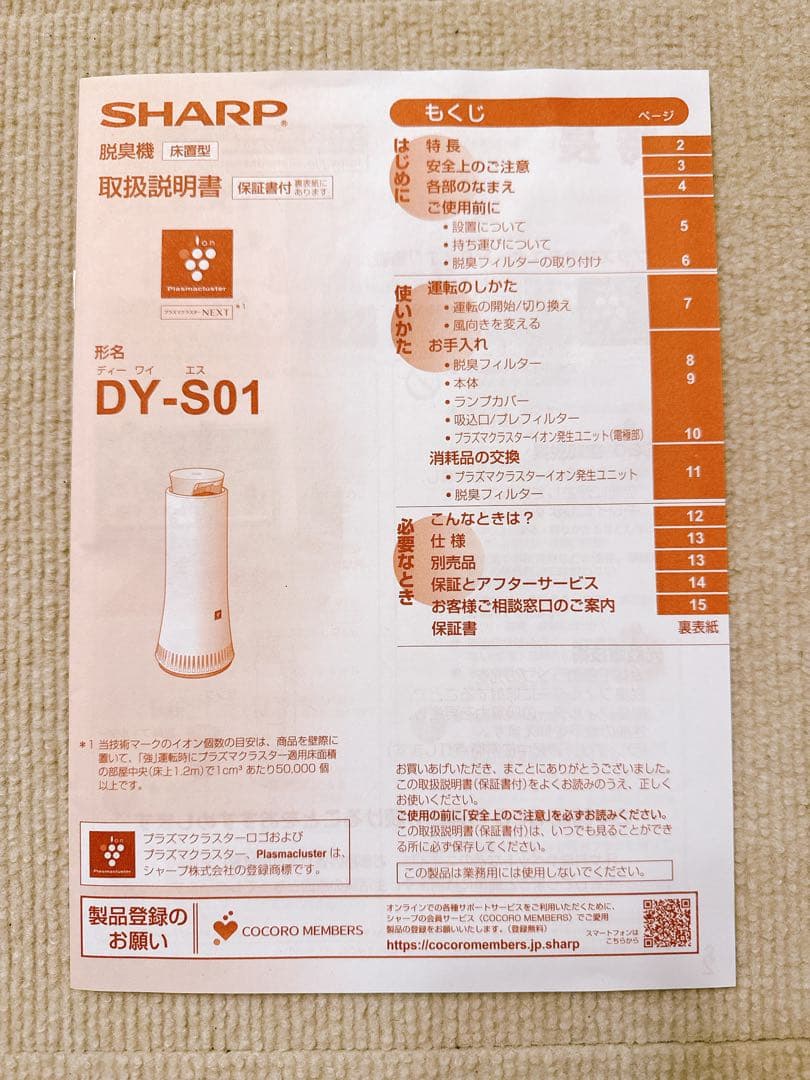 SHARP®
脱臭機 床置型
取扱説明書 保証書付 裏表紙にあります
Ion
Plasmacluster
プラズマクラスター NEXT *1
形名
ディー ワイ エス
DY-S01
*1 当技術マークのイオン個数の目安は、商品を壁際に
置いて、「強」運転時にプラズマクラスター適用床面積
の部屋中央(床上1.2m)で1cm³ あたり50,000 個
以上です。
Ion
Plasmacluster
プラズマクラスターロゴおよび
プラズマクラスター、Plasmacluster は、
シャープ株式会社の登録商標です。
もくじ ページ
はじめに
特 長 2
安全上のご注意 3
各部のなまえ 4
ご使用前に
• 設置について 5
• 持ち運びについて
• 脱臭フィルターの取り付け 6
使いかた
運転のしかた
• 運転の開始/切り換え 7
• 風向きを変える
お手入れ
• 脱臭フィルター 8
• 本体 9
• ランプカバー
• 吸込口/プレフィルター
• プラズマクラスターイオン発生ユニット(電極部) 10
消耗品の交換
• プラズマクラスターイオン発生ユニット 11
• 脱臭フィルター
必要なとき
こんなときは? 12
仕 様 13
別売品 13
保証とアフターサービス 14
お客様ご相談窓口のご案内 15
保証書 裏表紙
お買いあげいただき、まことにありがとうございました。
この取扱説明書(保証書付)をよくお読みのうえ、正しく
お使いください。
ご使用の前に「安全上のご注意」を必ずお読みください。
この取扱説明書(保証書付)は、いつでも見ることができ
る所に必ず保存してください。
この製品は業務用には使用しないでください。
製品登録の
お願い
COCORO MEMBERS
オンラインでの各種サポートサービスをご利用いただくために、
シャープの会員サービス(COCORO MEMBERS)でご愛用
製品の登録をお願いいたします。(登録無料)
https://cocoromembers.jp.sharp
スマートフォンは
こちらから